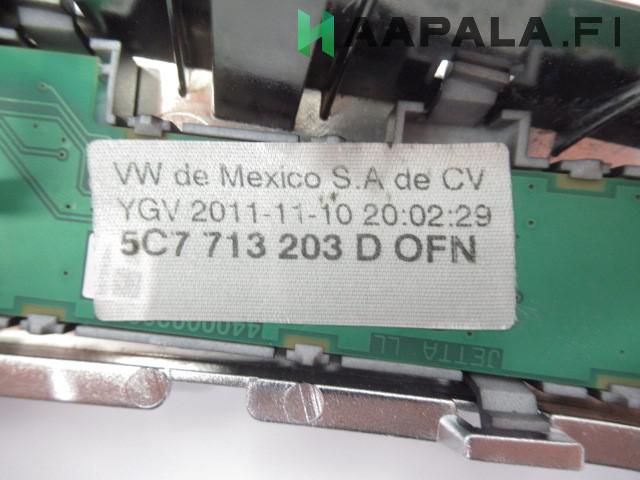 HAAPALA.FI
VW de Mexico S.A de CV
YGV 2011-11-10 20:02:29
5C7 713 203 D OFN
JETTA LL